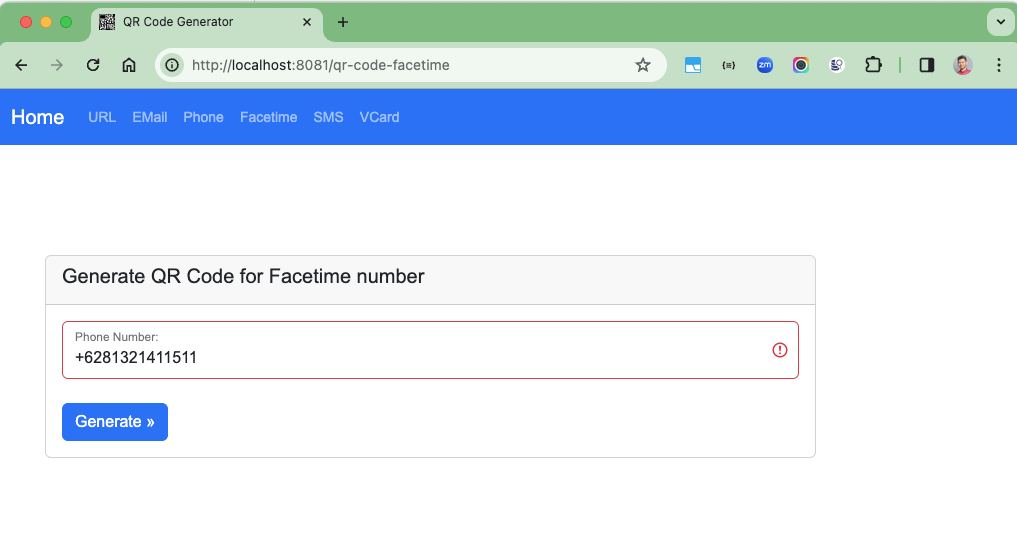 QR Code Generator
http://localhost:8081/qr-code-facetime
zm
Home URL EMail Phone Facetime SMS VCard
Generate QR Code for Facetime number
Phone Number:
+6281321411511
Generate »